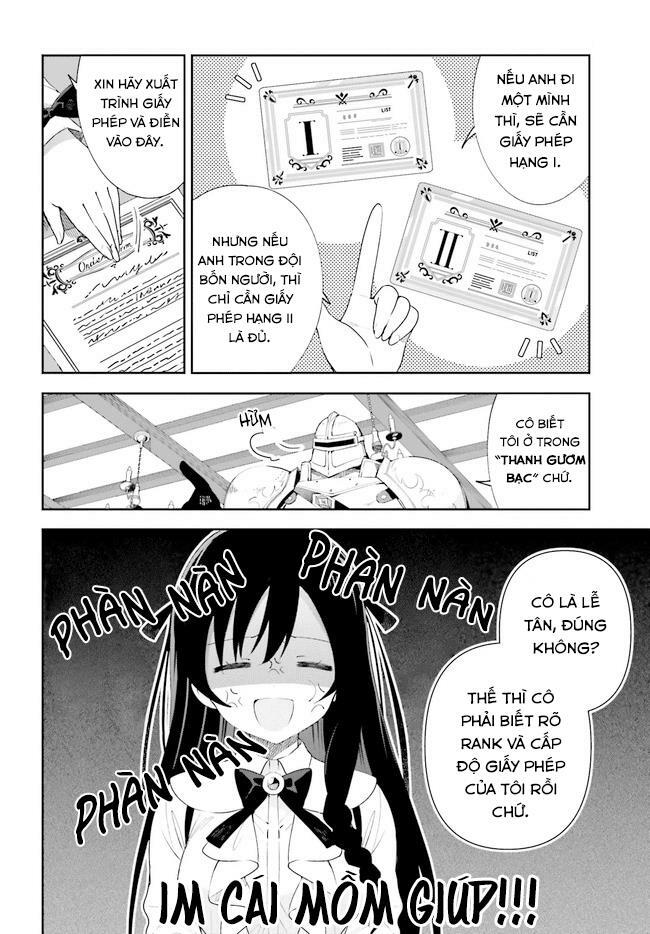 NẾU ANH ĐI
MỘT MÌNH
THÌ, SẼ CẦN
GIẤY PHÉP
HẠNG I.
LIST
I
LIST
II
NHƯNG NẾU
ANH TRONG ĐỘI
BỐN NGƯỜI, THÌ
CHỈ CẦN GIẤY
PHÉP HẠNG II
LÀ ĐỦ.
XIN HÃY XUẤT
TRÌNH GIẤY
PHÉP VÀ ĐIỀN
VÀO ĐÂY.
CÔ BIẾT
TÔI Ở TRONG
"THANH GƯƠM
BẠC" CHỨ.
HỪM
CÔ LÀ LỄ
TÂN, ĐÚNG
KHÔNG?
THẾ THÌ CÔ
PHẢI BIẾT RÕ
RANK VÀ CẤP
ĐỘ GIẤY PHÉP
CỦA TÔI RỒI
CHỨ.
PHÀN NÀN
PHÀN NÀN
PHÀN NÀN
IM CÁI MỒM GIÚP!!!